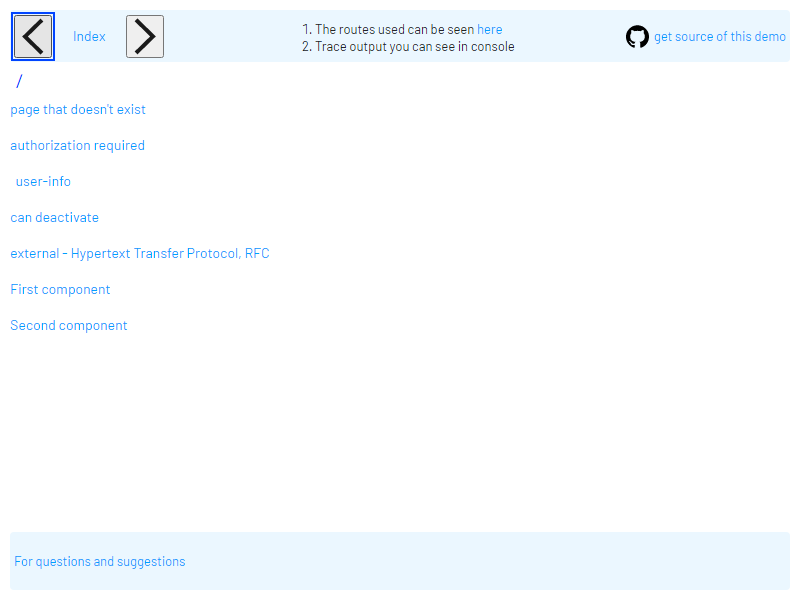 Index
1. The routes used can be seen here
2. Trace output you can see in console
get source of this demo
/
page that doesn't exist
authorization required
user-info
can deactivate
external - Hypertext Transfer Protocol, RFC
First component
Second component
For questions and suggestions